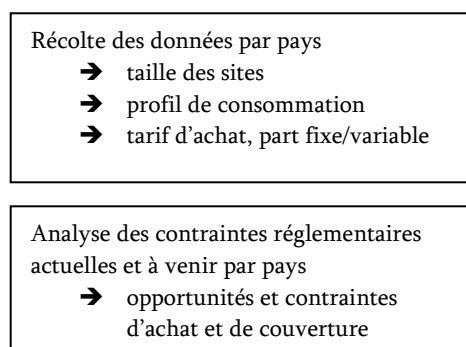 Récolte des données par pays
➔ taille des sites
➔ profil de consommation
➔ tarif d'achat, part fixe/variable
Analyse des contraintes réglementaires
actuelles et à venir par pays
➔ opportunités et contraintes
d'achat et de couverture